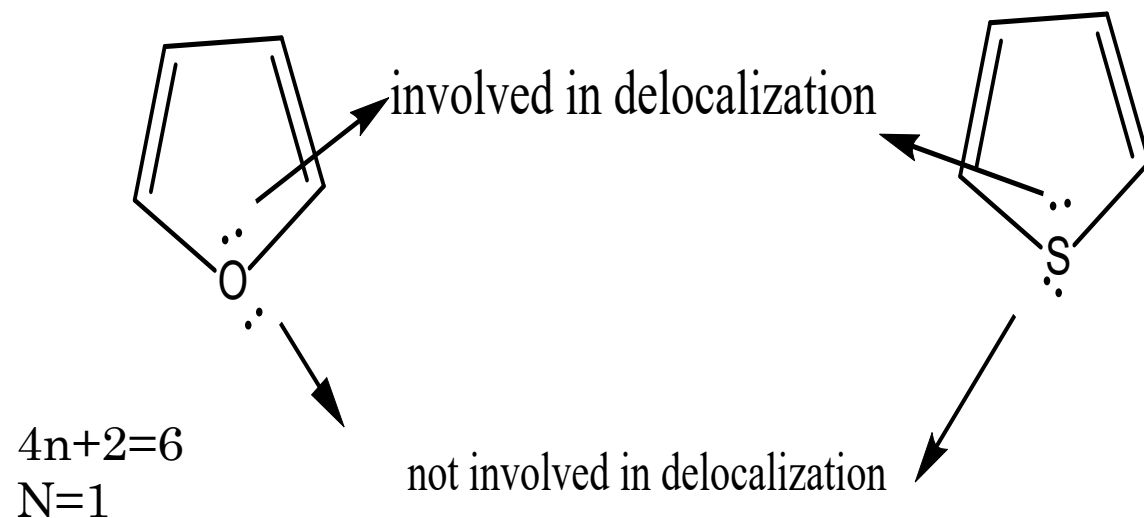 involved in delocalization
O
S
4n+2=6
not involved in delocalization
N=1